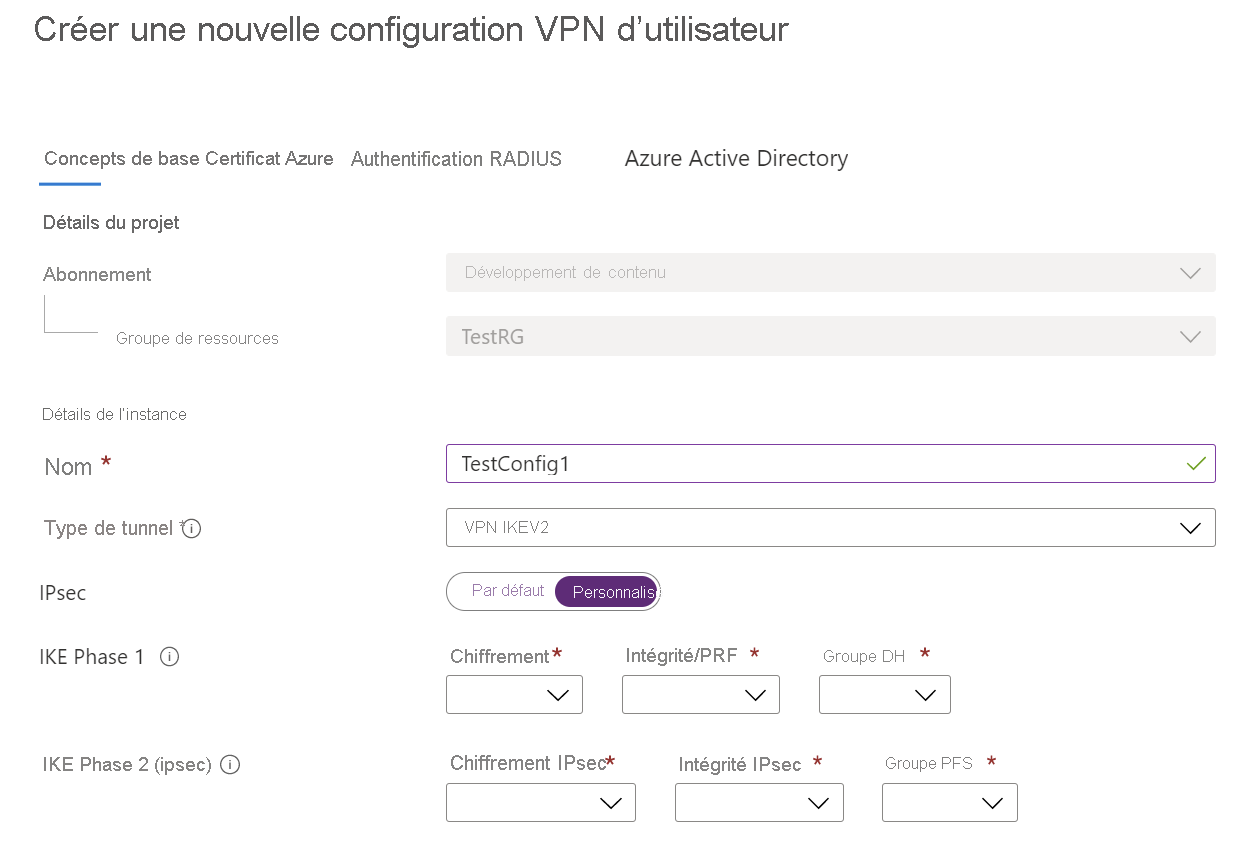 Créer une nouvelle configuration VPN d’utilisateur
Concepts de base Certificat Azure Authentification RADIUS Azure Active Directory
Détails du projet
Abonnement Développement de contenu
Groupe de ressources TestRG
Détails de l'instance
Nom * TestConfig1
Type de tunnel * VPN IKEV2
IPsec Par défaut Personnalisé
IKE Phase 1 Chiffrement * Intégrité/PRF * Groupe DH *
IKE Phase 2 (ipsec) Chiffrement IPsec * Intégrité IPsec * Groupe PFS *